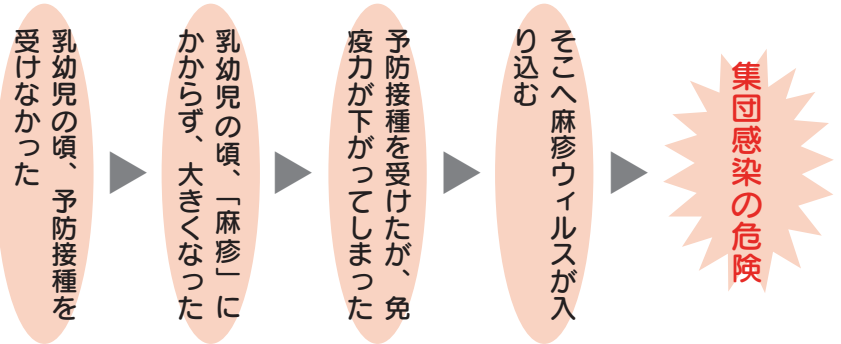 乳幼児の頃、予防接種を
受けなかった
乳幼児の頃、「麻疹」に
かからず、大きくなった
予防接種を受けたが、免
疫力が下がってしまった
そこへ麻疹ウィルスが入
り込む
集団感染の危険